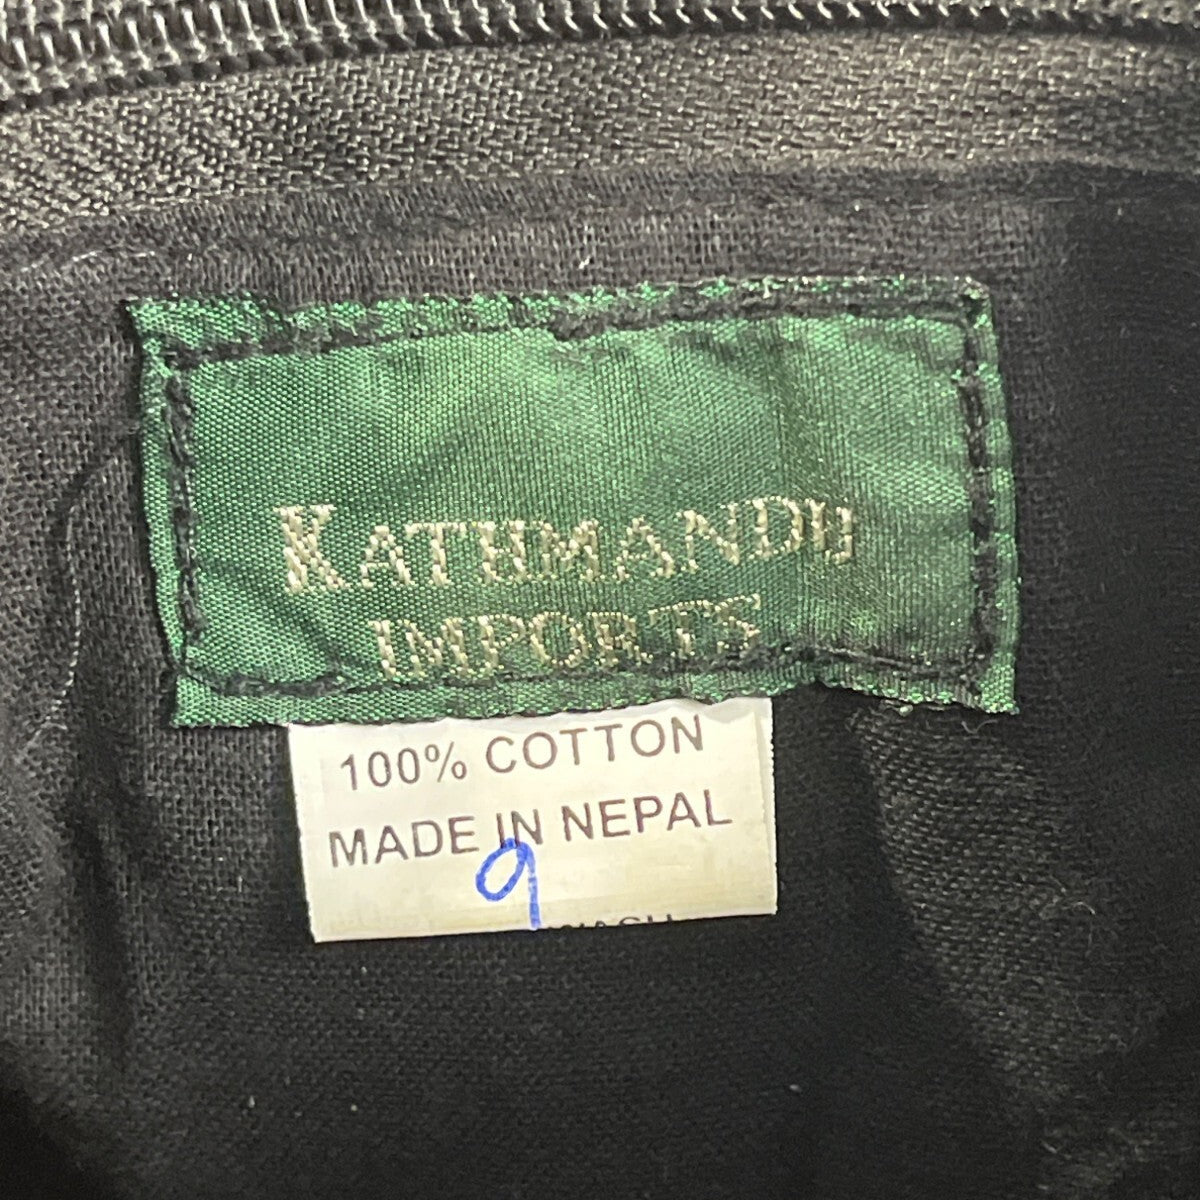 KATHMANDU
IMPORTS
100% COTTON
MADE IN NEPAL
9